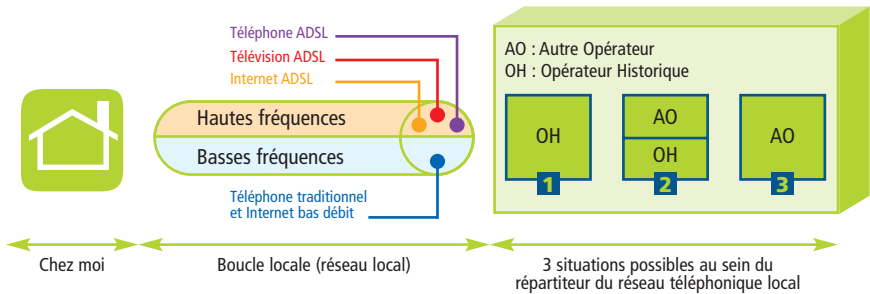 Téléphone ADSL
Télévision ADSL
Internet ADSL
Hautes fréquences
Basses fréquences
Téléphone traditionnel
et Internet bas débit
AO : Autre Opérateur
OH : Opérateur Historique
OH
1
AO
OH
2
AO
3
Chez moi
Boucle locale (réseau local)
3 situations possibles au sein du
répartiteur du réseau téléphonique local